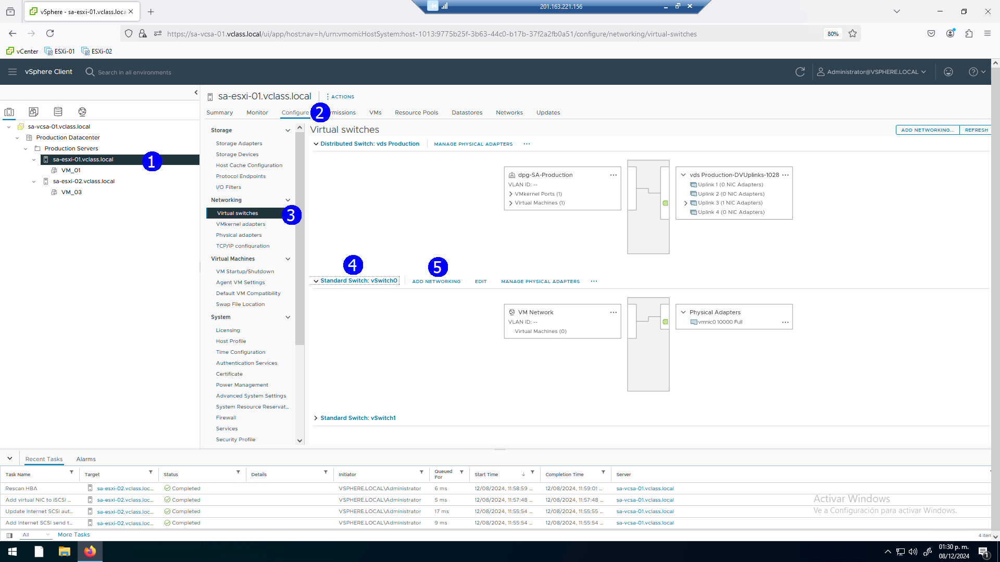 vSphere - sa-esxi-01.vclass.loca
201.163.221.156
https://sa-vcsa-01.vclass.local/ui/app/host;nav=h/urn:vmomi:HostSystem:host-1013:9775b25f-3b63-44c0-b17b-37f2a2fb0a51/configure/networking/virtual-switches
80%
vCenter ESXi-01 ESXi-02
vSphere Client
Search in all environments
Administrator@VSPHERE.LOCAL
sa-vcsa-01.vclass.local
Production Datacenter
Production Servers
sa-esxi-01.vclass.local
1
VM_01
sa-esxi-02.vclass.local
VM_03
sa-esxi-01.vclass.local
ACTIONS
Summary Monitor Configure 2 missions VMs Resource Pools Datastores Networks Updates
Storage
Storage Adapters
Storage Devices
Host Cache Configuration
Protocol Endpoints
I/O Filters
Networking
Virtual switches
3
VMkernel adapters
Physical adapters
TCP/IP configuration
Virtual Machines
VM Startup/Shutdown
Agent VM Settings
Default VM Compatibility
Swap File Location
System
Licensing
Host Profile
Time Configuration
Authentication Services
Certificate
Power Management
Advanced System Settings
System Resource Reservat...
Firewall
Services
Security Profile
Virtual switches
ADD NETWORKING... REFRESH
Distributed Switch: vds Production MANAGE PHYSICAL ADAPTERS ...
dpg-SA-Production ...
VLAN ID: --
VMkernel Ports (1)
Virtual Machines (1)
vds Production-DVUplinks-1028 ...
Uplink 1 (0 NIC Adapters)
Uplink 2 (0 NIC Adapters)
Uplink 3 (1 NIC Adapters)
Uplink 4 (0 NIC Adapters)
4 5
Standard Switch: vSwitch0 ADD NETWORKING EDIT MANAGE PHYSICAL ADAPTERS ...
VM Network ...
VLAN ID: --
Virtual Machines (0)
Physical Adapters
vmnic0 10000 Full ...
Standard Switch: vSwitch1
Recent Tasks Alarms
Task Name Target Status Details Initiator Queued For Start Time Completion Time Server
Rescan HBA sa-esxi-02.vclass.loc... Completed VSPHERE.LOCAL\Administrator 6 ms 12/08/2024, 11:58:59 ... 12/08/2024, 11:59:01 ... sa-vcsa-01.vclass.local
Add virtual NIC to iSCSI ... sa-esxi-02.vclass.loc... Completed VSPHERE.LOCAL\Administrator 5 ms 12/08/2024, 11:57:48 ... 12/08/2024, 11:57:48 ... sa-vcsa-01.vclass.local
Update Internet SCSI aut... sa-esxi-02.vclass.loc... Completed VSPHERE.LOCAL\Administrator 17 ms 12/08/2024, 11:55:54 ... 12/08/2024, 11:55:55 ... sa-vcsa-01.vclass.local
Add Internet SCSI send t... sa-esxi-02.vclass.loc... Completed VSPHERE.LOCAL\Administrator 9 ms 12/08/2024, 11:55:54 ... 12/08/2024, 11:55:54 ... sa-vcsa-01.vclass.local
Activar Windows
Ve a Configuración para activar Windows.
All More Tasks
4 item
01:30 p. m.
08/12/2024
1